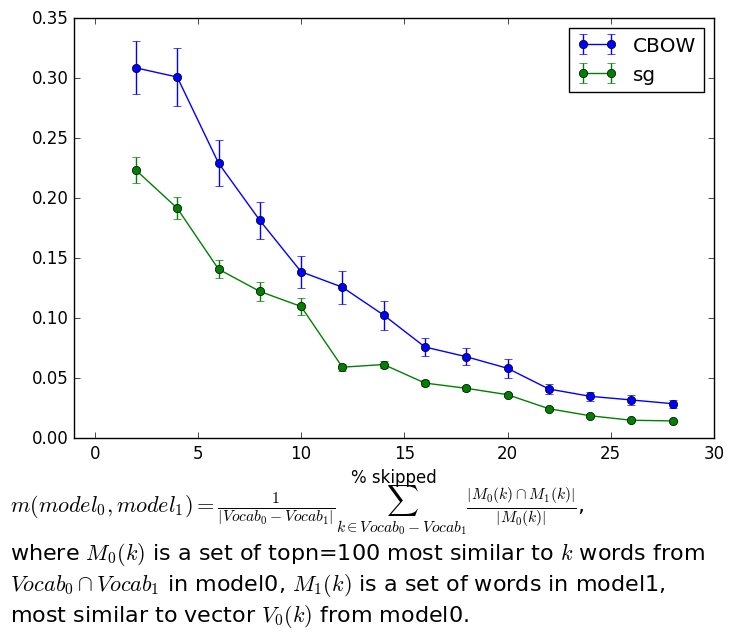 0.35
0.30
0.25
0.20
0.15
0.10
0.05
0.00
CBOW
sg
0 5 10 15 20 25 30
% skipped
m(model₀, model₁) = 1/|Vocab₀ − Vocab₁| ∑_{k ∈ Vocab₀ − Vocab₁} |M₀(k) ∩ M₁(k)|/|M₀(k)|,
where M₀(k) is a set of topn=100 most similar to k words from
Vocab₀ ∩ Vocab₁ in model0, M₁(k) is a set of words in model1,
most similar to vector V₀(k) from model0.